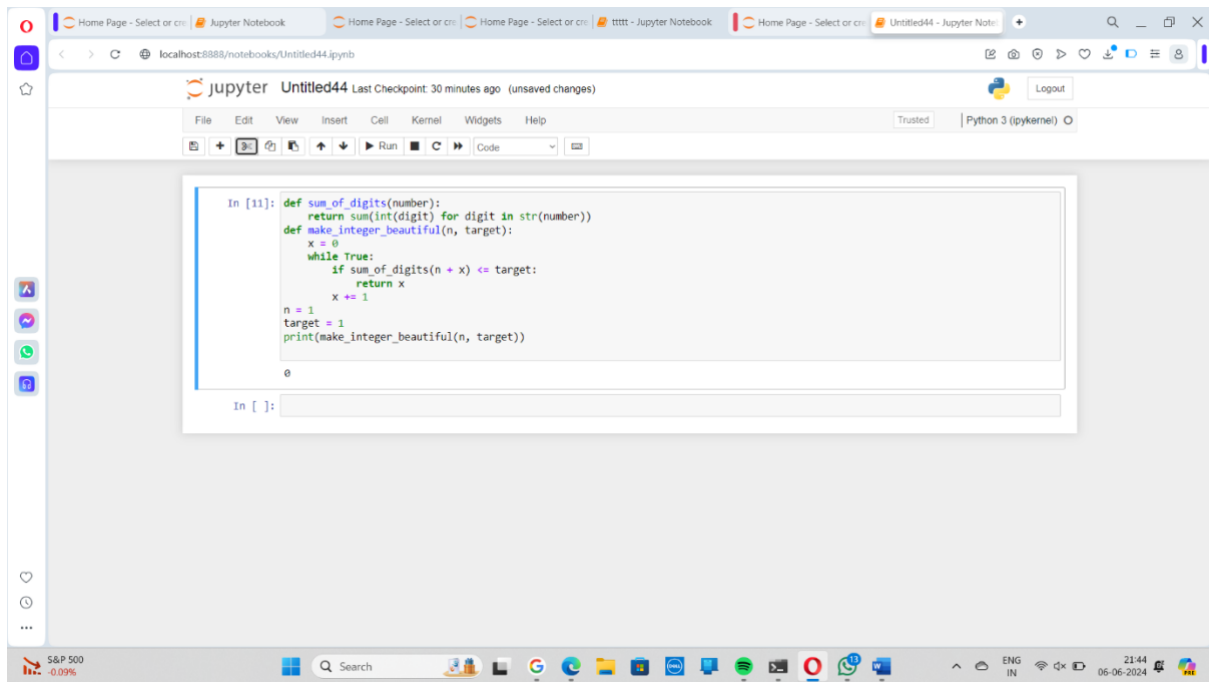 Home Page - Select or cre
Jupyter Notebook
Home Page - Select or cre
Home Page - Select or cre
ttttt - Jupyter Notebook
Home Page - Select or cre
Untitled44 - Jupyter Note
localhost:8888/notebooks/Untitled44.ipynb
jupyter Untitled44 Last Checkpoint: 30 minutes ago (unsaved changes)
Logout
File Edit View Insert Cell Kernel Widgets Help
Trusted
Python 3 (ipykernel)
Run
Code
In [11]: def sum_of_digits(number):
    return sum(int(digit) for digit in str(number))
def make_integer_beautiful(n, target):
    x = 0
    while True:
        if sum_of_digits(n + x) <= target:
            return x
        x += 1
n = 1
target = 1
print(make_integer_beautiful(n, target))
0
In [ ]:
S&P 500
-0.09%
Search
DELL
13
ENG
IN
21:44
06-06-2024
PRE